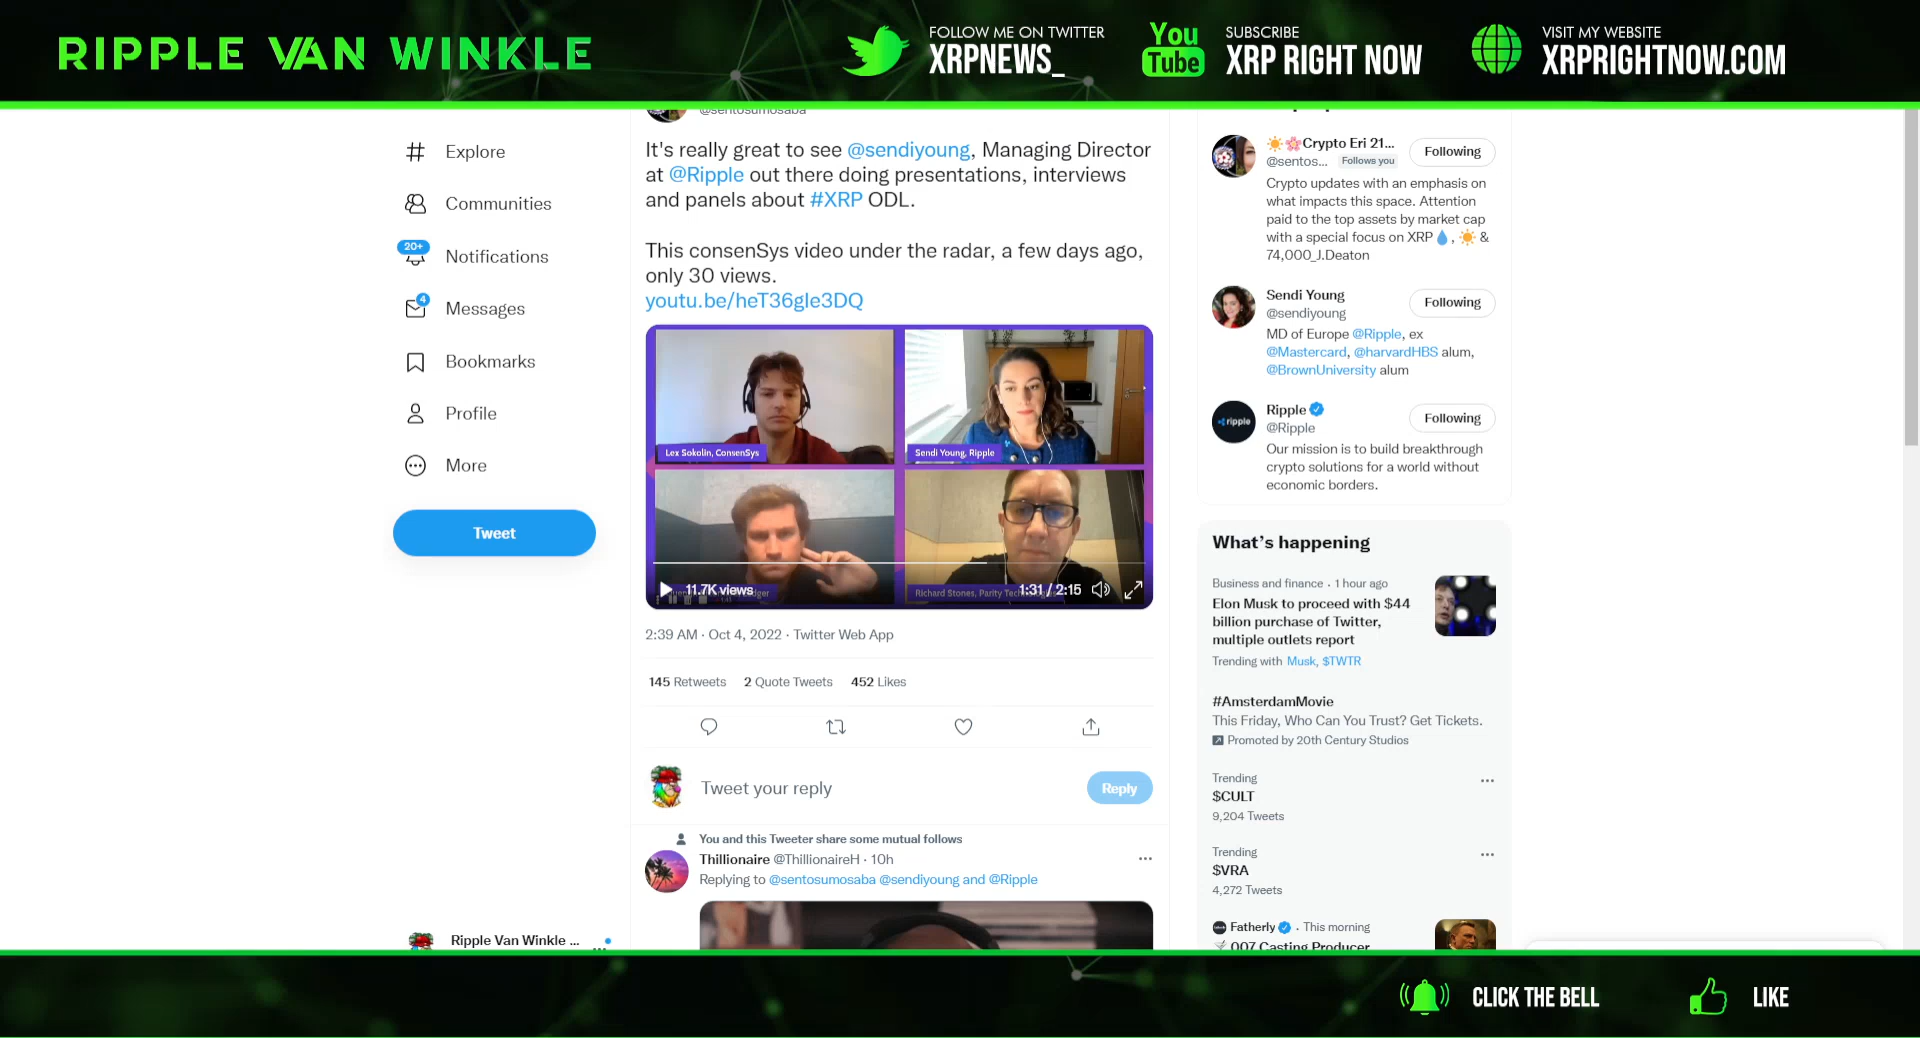 RIPPLE VAN WINKLE
FOLLOW ME ON TWITTER
XRPNEWS_
You
Tube
SUBSCRIBE
XRP RIGHT NOW
VISIT MY WEBSITE
XRPRIGHTNOW.COM
Explore
Communities
20+
Notifications
4
Messages
Bookmarks
Profile
More
Tweet
Ripple Van Winkle ...
@sentosumosaba
It's really great to see @sendiyoung, Managing Director
at @Ripple out there doing presentations, interviews
and panels about #XRP ODL.
This consenSys video under the radar, a few days ago,
only 30 views.
youtu.be/heT36gIe3DQ
Lex Sokolin, ConsenSys
Sendi Young, Ripple
11.7K views
Richard Stones, Parity
1:31 / 2:15
2:39 AM · Oct 4, 2022 · Twitter Web App
145 Retweets 2 Quote Tweets 452 Likes
Tweet your reply
Reply
You and this Tweeter share some mutual follows
Thillionaire @ThillionaireH · 10h
Replying to @sentosumosaba @sendiyoung and @Ripple
Crypto Eri 21...
@sentos... Follows you
Following
Crypto updates with an emphasis on
what impacts this space. Attention
paid to the top assets by market cap
with a special focus on XRP💧, ☀️ &
74,000_J.Deaton
Sendi Young
@sendiyoung
Following
MD of Europe @Ripple, ex
@Mastercard, @harvardHBS alum,
@BrownUniversity alum
ripple
Ripple
@Ripple
Following
Our mission is to build breakthrough
crypto solutions for a world without
economic borders.
What's happening
Business and finance · 1 hour ago
Elon Musk to proceed with $44
billion purchase of Twitter,
multiple outlets report
Trending with Musk, $TWTR
#AmsterdamMovie
This Friday, Who Can You Trust? Get Tickets.
Promoted by 20th Century Studios
Trending
$CULT
9,204 Tweets
Trending
$VRA
4,272 Tweets
Fatherly · This morning
007 Casting Producer
CLICK THE BELL
LIKE